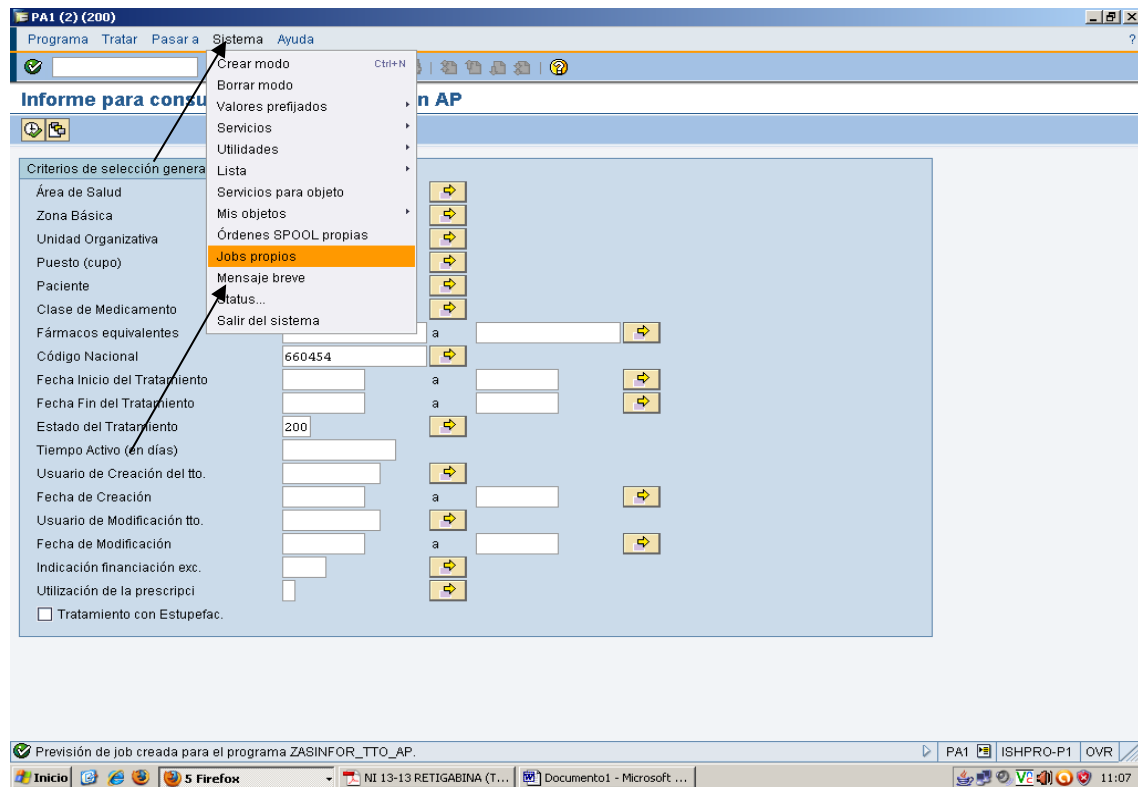 PA1 (2) (200)
Programa Tratar Pasar a Sistema Ayuda ?
Crear modo Ctrl+N
Borrar modo
Informe para consu n AP
Valores prefijados
Servicios
Utilidades
Criterios de selección genera
Lista
Área de Salud
Servicios para objeto
Zona Básica
Mis objetos
Unidad Organizativa
Órdenes SPOOL propias
Puesto (cupo)
Jobs propios
Paciente
Mensaje breve
Clase de Medicamento
Status...
Salir del sistema
Fármacos equivalentes a
Código Nacional 660454
Fecha Inicio del Tratamiento a
Fecha Fin del Tratamiento a
Estado del Tratamiento 200
Tiempo Activo (en días)
Usuario de Creación del tto.
Fecha de Creación a
Usuario de Modificación tto.
Fecha de Modificación a
Indicación financiación exc.
Utilización de la prescripci
Tratamiento con Estupefac.
Previsión de job creada para el programa ZASINFOR_TTO_AP. PA1 ISHPRO-P1 OVR
Inicio 5 Firefox NI 13-13 RETIGABINA (T... Documento1 - Microsoft ... 11:07